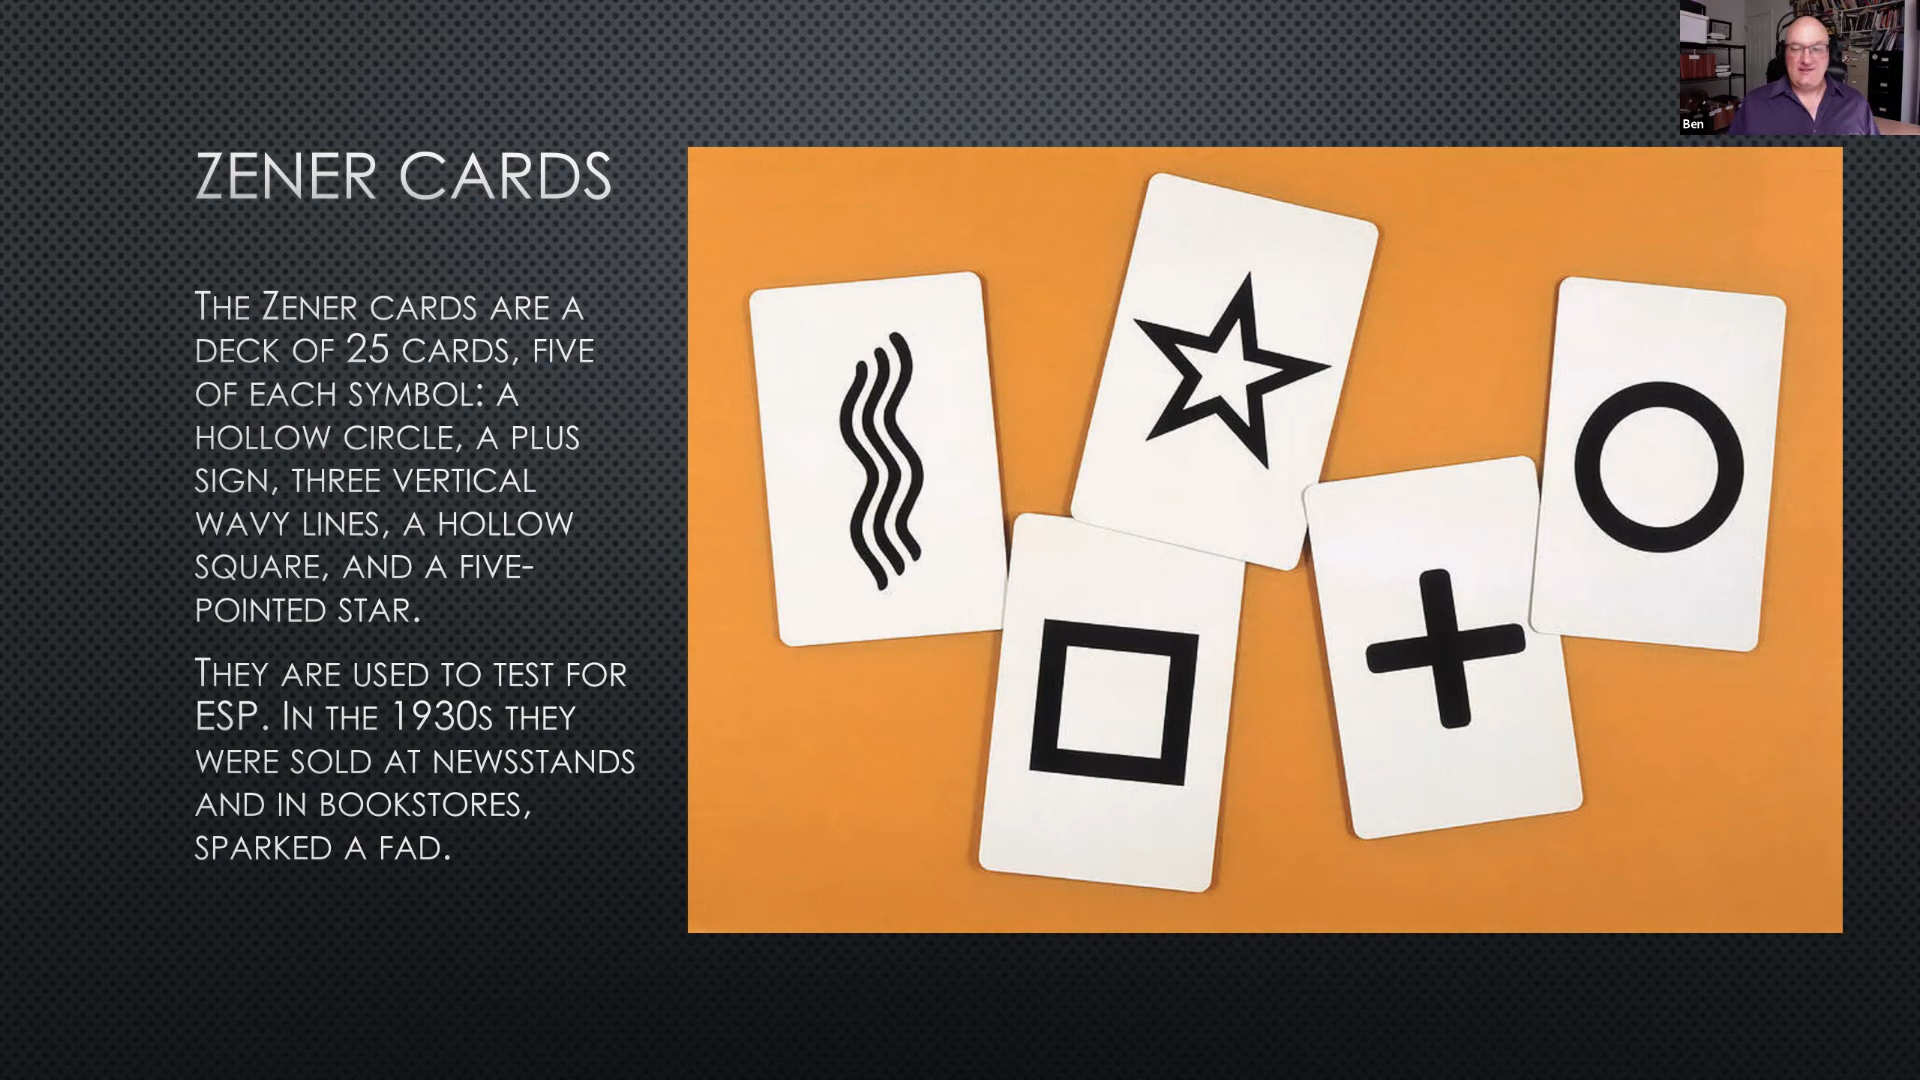 Ben
ZENER CARDS
THE ZENER CARDS ARE A
DECK OF 25 CARDS, FIVE
OF EACH SYMBOL: A
HOLLOW CIRCLE, A PLUS
SIGN, THREE VERTICAL
WAVY LINES, A HOLLOW
SQUARE, AND A FIVE-
POINTED STAR.
THEY ARE USED TO TEST FOR
ESP. IN THE 1930S THEY
WERE SOLD AT NEWSSTANDS
AND IN BOOKSTORES,
SPARKED A FAD.